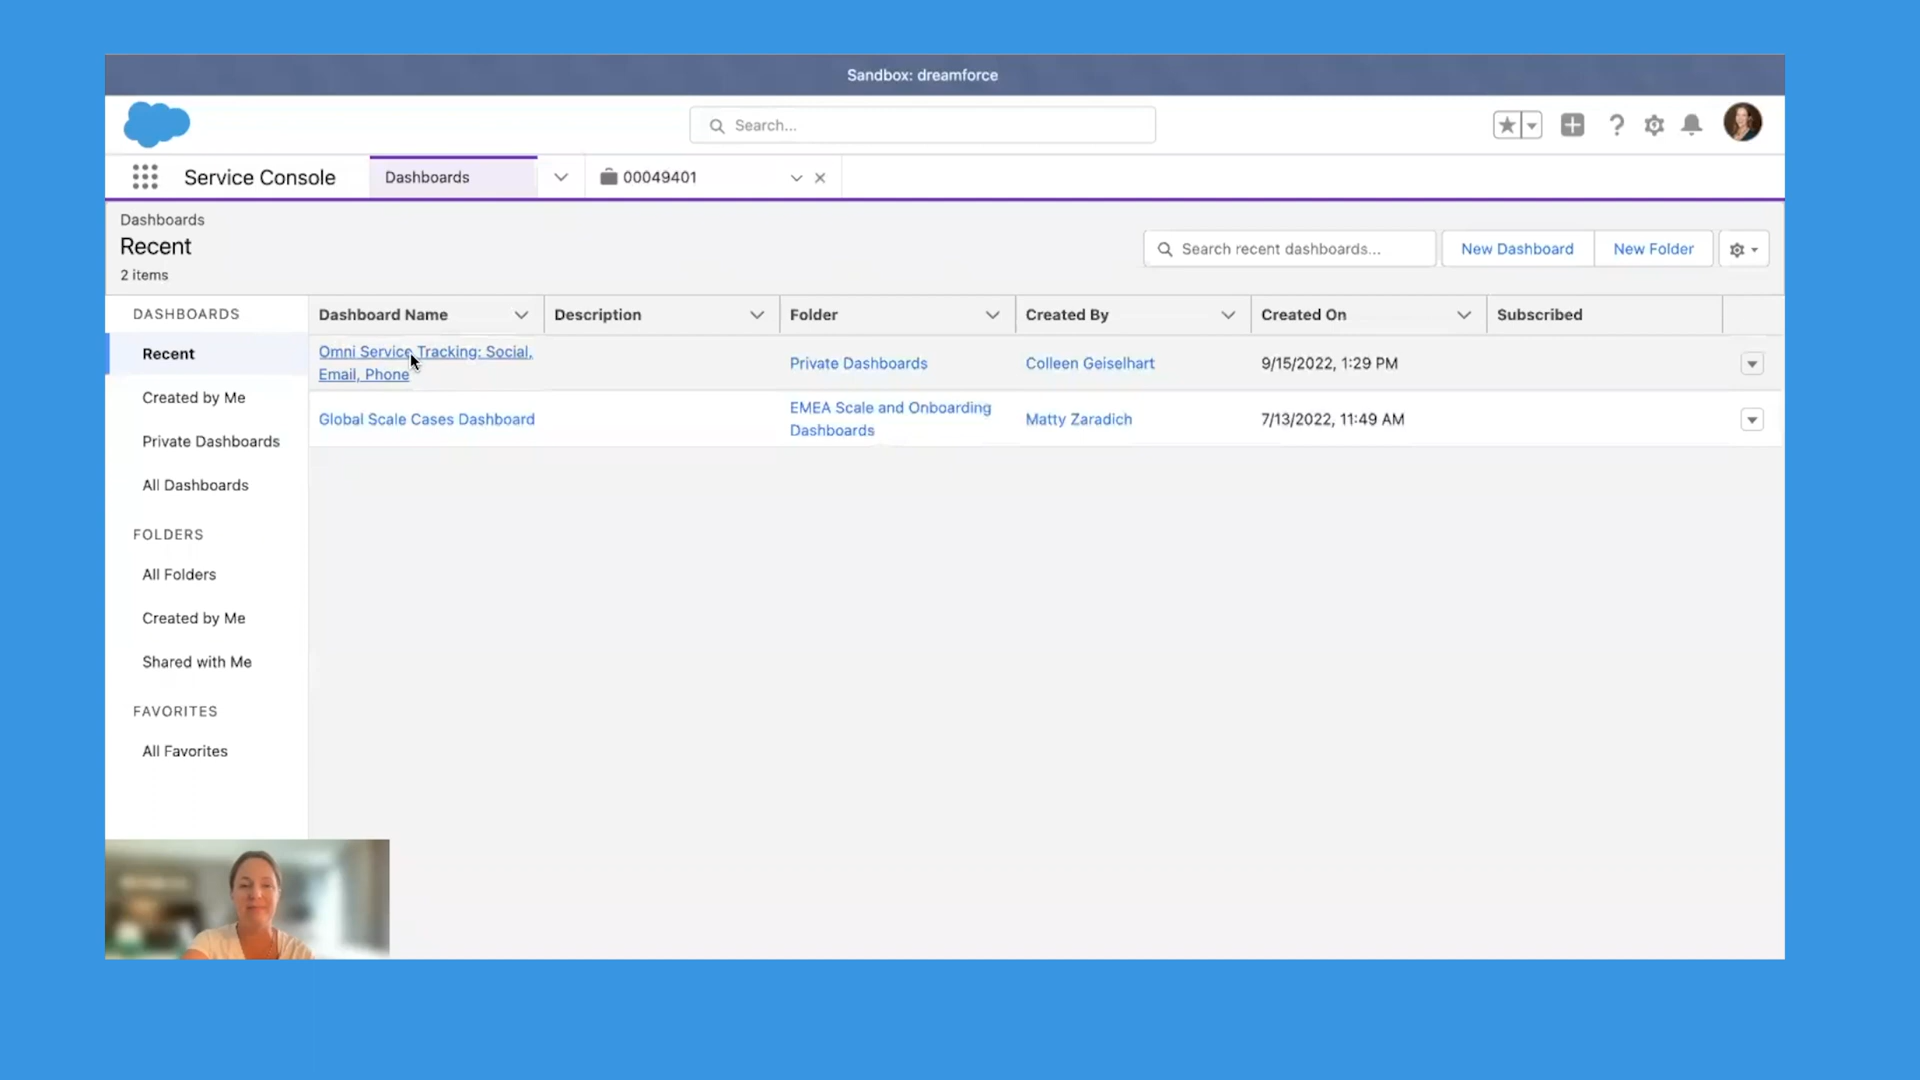 Sandbox: dreamforce
Search...
Service Console
Dashboards
00049401
Dashboards
Recent
2 items
Search recent dashboards...
New Dashboard
New Folder
DASHBOARDS
Recent
Created by Me
Private Dashboards
All Dashboards
FOLDERS
All Folders
Created by Me
Shared with Me
FAVORITES
All Favorites
Dashboard Name
Description
Folder
Created By
Created On
Subscribed
Omni Service Tracking: Social,
Email, Phone
Private Dashboards
Colleen Geiselhart
9/15/2022, 1:29 PM
Global Scale Cases Dashboard
EMEA Scale and Onboarding
Dashboards
Matty Zaradich
7/13/2022, 11:49 AM